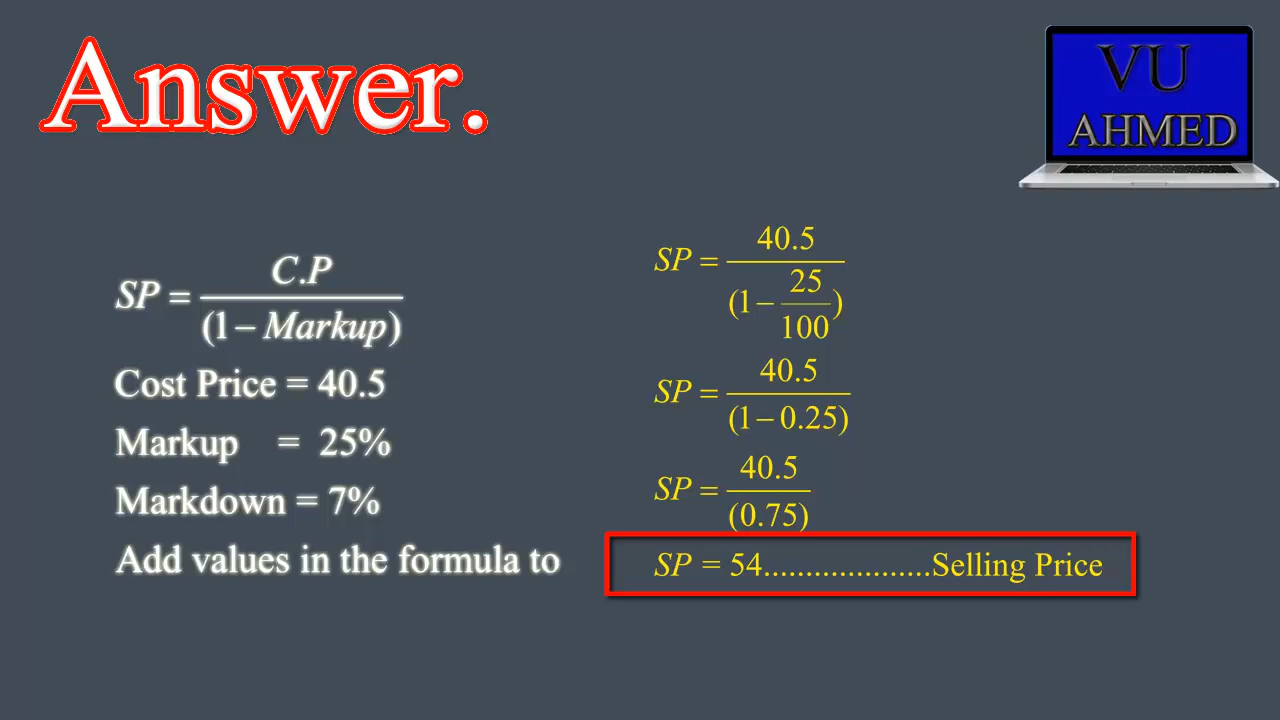 Answer.
VU
AHMED
SP = C.P / (1 − Markup)
Cost Price = 40.5
Markup = 25%
Markdown = 7%
Add values in the formula to
SP = 40.5 / (1 − 25/100)
SP = 40.5 / (1 − 0.25)
SP = 40.5 / (0.75)
SP = 54....................Selling Price